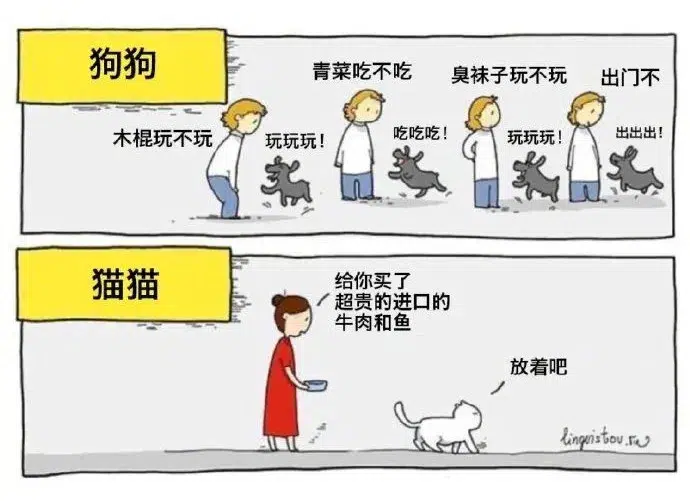 狗狗
木棍玩不玩
玩玩玩！
青菜吃不吃
吃吃吃！
臭袜子玩不玩
玩玩玩！
出门不
出出出！
猫猫
给你买了
超贵的进口的
牛肉和鱼
放着吧
lingvistov.ru